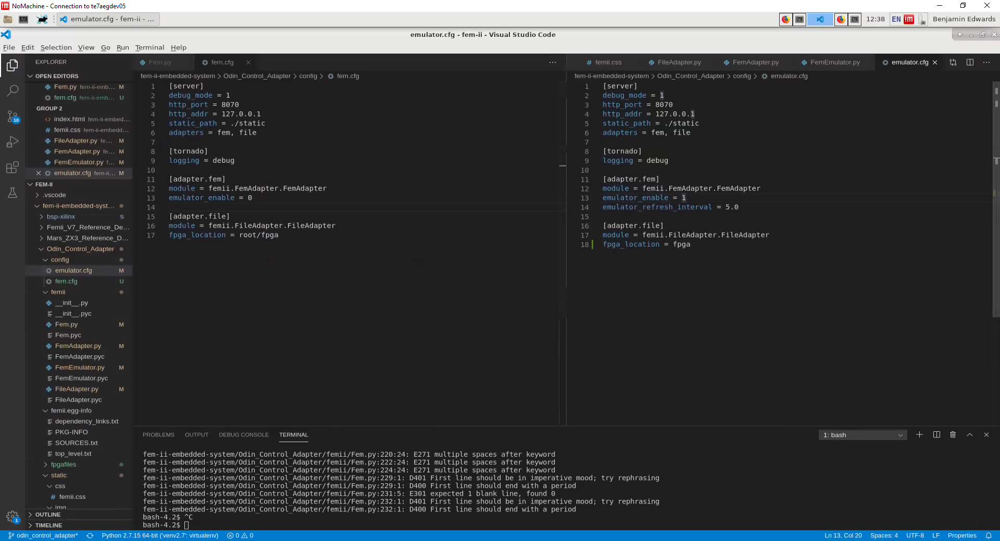 NoMachine - Connection to te7aegdev05
emulator.cfg - fem-ii - ...
12:38
EN
Benjamin Edwards
emulator.cfg - fem-ii - Visual Studio Code
File Edit Selection View Go Run Terminal Help
EXPLORER
OPEN EDITORS
Fem.py fem-ii-emb... M
fem.cfg fem-ii-emb... U
GROUP 2
index.html fem-ii-embed...
femii.css fem-ii-embedd...
FileAdapter.py fe... M
FemAdapter.py fe... M
FemEmulator.py f... M
emulator.cfg fem-ii... M
FEM-II
.vscode
fem-ii-embedded-syst...
bsp-xilinx S
Femii_V7_Reference_De...
Mars_ZX3_Reference_D...
Odin_Control_Adapter
config
emulator.cfg M
fem.cfg U
femii
__init__.py
__init__.pyc
Fem.py M
Fem.pyc
FemAdapter.py M
FemAdapter.pyc
FemEmulator.py M
FemEmulator.pyc
FileAdapter.py M
FileAdapter.pyc
femii.egg-info
dependency_links.txt
PKG-INFO
SOURCES.txt
top_level.txt
fpgafiles
static
css
femii.css
img
OUTLINE
TIMELINE
10
1
Fem.py
fem.cfg
fem-ii-embedded-system > Odin_Control_Adapter > config > fem.cfg
1 [server]
2 debug_mode = 1
3 http_port = 8070
4 http_addr = 127.0.0.1
5 static_path = ./static
6 adapters = fem, file
7
8 [tornado]
9 logging = debug
10
11 [adapter.fem]
12 module = femii.FemAdapter.FemAdapter
13 emulator_enable = 0
14
15 [adapter.file]
16 module = femii.FileAdapter.FileAdapter
17 fpga_location = root/fpga
femii.css
FileAdapter.py
FemAdapter.py
FemEmulator.py
emulator.cfg
fem-ii-embedded-system > Odin_Control_Adapter > config > emulator.cfg
1 [server]
2 debug_mode = 1
3 http_port = 8070
4 http_addr = 127.0.0.1
5 static_path = ./static
6 adapters = fem, file
7
8 [tornado]
9 logging = debug
10
11 [adapter.fem]
12 module = femii.FemAdapter.FemAdapter
13 emulator_enable = 1
14 emulator_refresh_interval = 5.0
15
16 [adapter.file]
17 module = femii.FileAdapter.FileAdapter
18 fpga_location = fpga
PROBLEMS OUTPUT DEBUG CONSOLE TERMINAL
1: bash
fem-ii-embedded-system/Odin_Control_Adapter/femii/Fem.py:220:24: E271 multiple spaces after keyword
fem-ii-embedded-system/Odin_Control_Adapter/femii/Fem.py:222:24: E271 multiple spaces after keyword
fem-ii-embedded-system/Odin_Control_Adapter/femii/Fem.py:224:24: E271 multiple spaces after keyword
fem-ii-embedded-system/Odin_Control_Adapter/femii/Fem.py:229:1: D401 First line should be in imperative mood; try rephrasing
fem-ii-embedded-system/Odin_Control_Adapter/femii/Fem.py:229:1: D400 First line should end with a period
fem-ii-embedded-system/Odin_Control_Adapter/femii/Fem.py:231:5: E301 expected 1 blank line, found 0
fem-ii-embedded-system/Odin_Control_Adapter/femii/Fem.py:232:1: D401 First line should be in imperative mood; try rephrasing
fem-ii-embedded-system/Odin_Control_Adapter/femii/Fem.py:232:1: D400 First line should end with a period
bash-4.2$ ^C
bash-4.2$
odin_control_adapter* Python 2.7.15 64-bit ('venv2.7': virtualenv) 0 0
Ln 13, Col 20 Spaces: 4 UTF-8 LF Properties